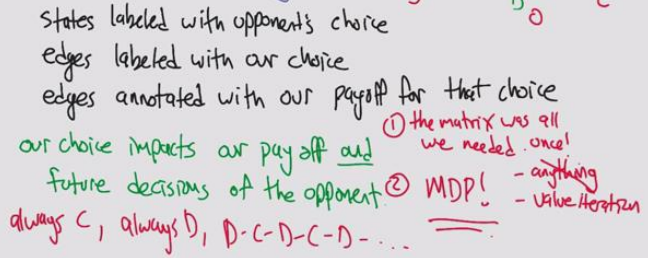 states labeled with opponent's choice
D
O
edges labeled with our choice
edges annotated with our payoff for that choice
① the matrix was all
we needed once!
our choice impacts our payoff and
future decisions of the opponent.
② MDP!
- anything
- value iteration
always C, always D, D-C-D-C-D-...